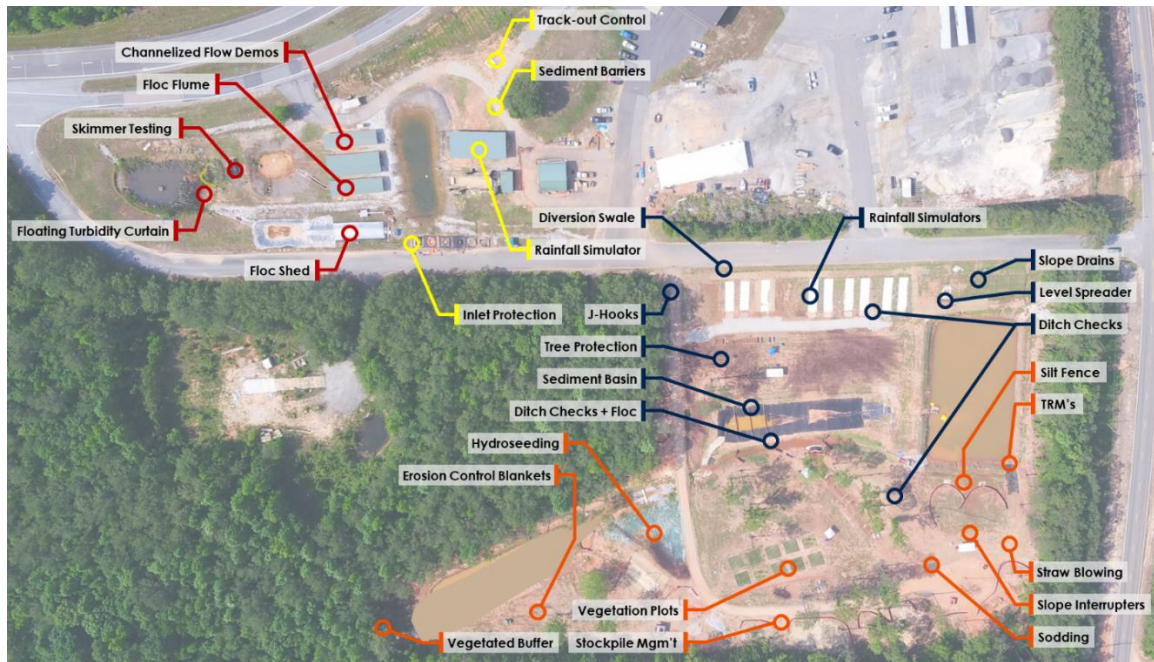 Track-out Control
Channelized Flow Demos
Sediment Barriers
Floc Flume
Skimmer Testing
Floating Turbidity Curtain
Floc Shed
Rainfall Simulator
Inlet Protection
Diversion Swale
Rainfall Simulators
Slope Drains
Level Spreader
J-Hooks
Ditch Checks
Tree Protection
Sediment Basin
Silt Fence
Ditch Checks + Floc
TRM's
Hydroseeding
Erosion Control Blankets
Straw Blowing
Vegetation Plots
Slope Interrupters
Vegetated Buffer
Stockpile Mgm't
Sodding